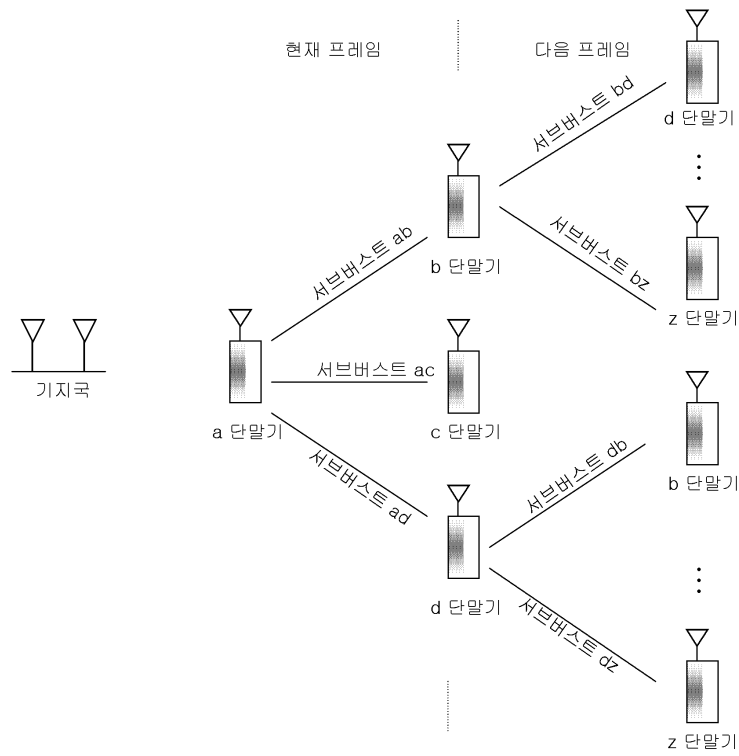 현재 프레임
다음 프레임
d 단말기
서브버스트 bd
b 단말기
서브버스트 ab
서브버스트 bz
z 단말기
기지국
a 단말기
서브버스트 ac
c 단말기
서브버스트 ad
서브버스트 db
b 단말기
d 단말기
서브버스트 dz
z 단말기